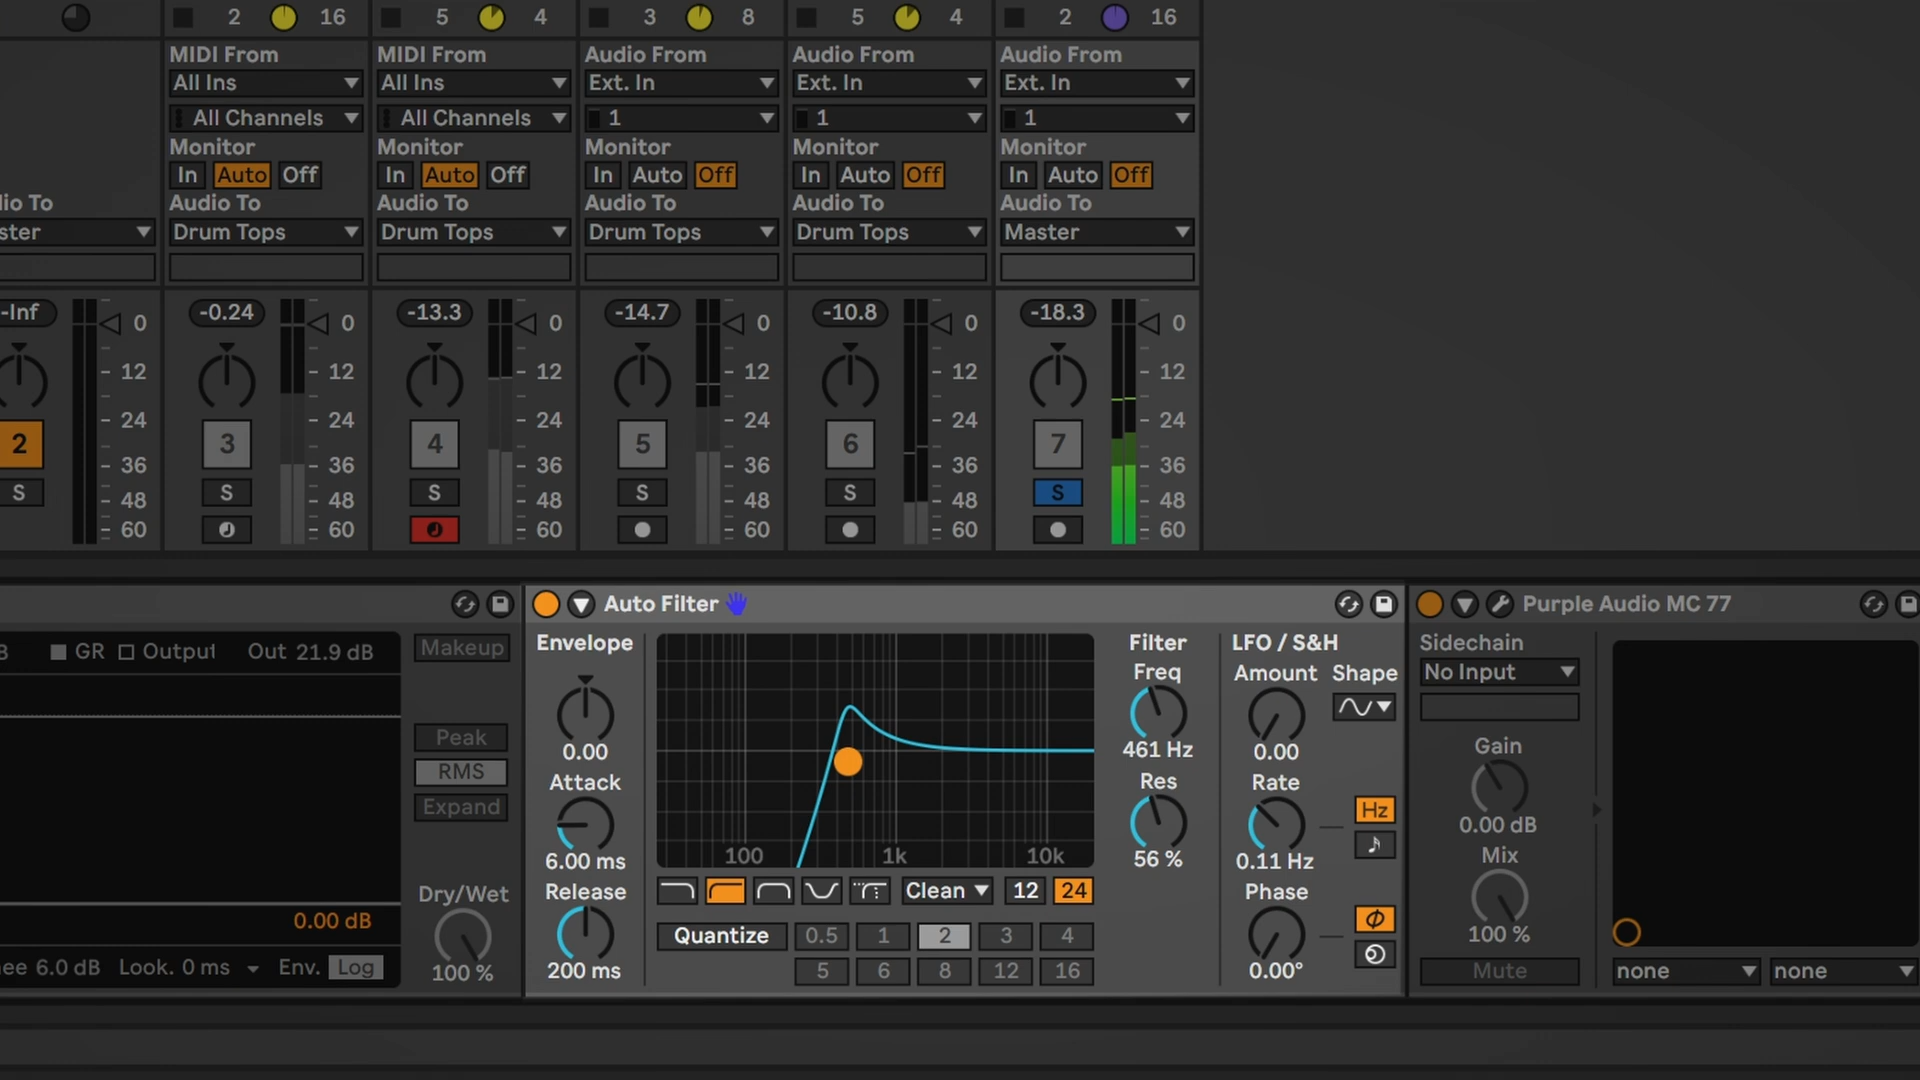 2 16 5 4 3 8 5 4 2 16
MIDI From MIDI From Audio From Audio From Audio From
All Ins All Ins Ext. In Ext. In Ext. In
All Channels All Channels 1 1 1
Monitor Monitor Monitor Monitor Monitor
In Auto Off In Auto Off In Auto Off In Auto Off In Auto Off
io To Audio To Audio To Audio To Audio To Audio To
ster Drum Tops Drum Tops Drum Tops Drum Tops Master
-Inf 0 -0.24 0 -13.3 0 -14.7 0 -10.8 0 -18.3 0
12 12 12 12 12 12
24 24 24 24 24 24
2 3 4 5 6 7
36 36 36 36 36 36
S S S S S S
48 48 48 48 48 48
60 60 60 60 60 60
Auto Filter
Purple Audio MC 77
B GR Output Out 21.9 dB Makeup
Peak
RMS
Expand
0.00 dB
Dry/Wet
100 %
ee 6.0 dB Look. 0 ms Env. Log
Envelope
0.00
Attack
6.00 ms
Release
200 ms
100 1k 10k
Clean 12 24
Quantize 0.5 1 2 3 4
5 6 8 12 16
Filter
Freq
461 Hz
Res
56 %
LFO / S&H
Amount Shape
0.00
Rate
Hz
0.11 Hz
Phase
0.00°
Sidechain
No Input
Gain
0.00 dB
Mix
100 %
Mute
none none